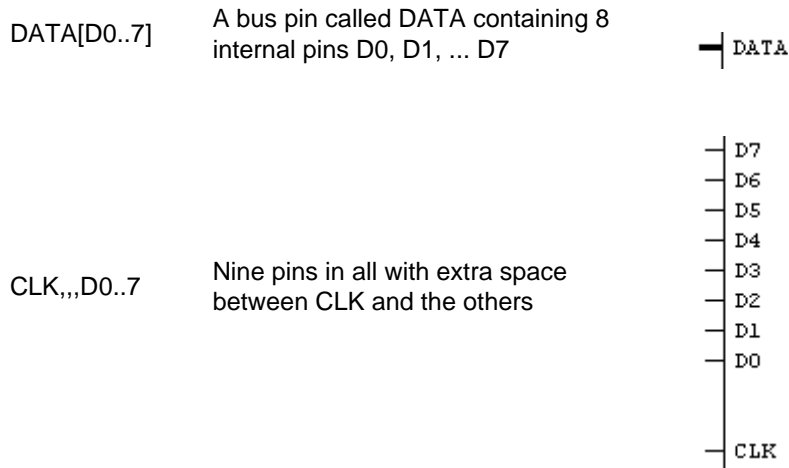 DATA[D0..7]
A bus pin called DATA containing 8
internal pins D0, D1, ... D7
DATA
CLK,,,D0..7
Nine pins in all with extra space
between CLK and the others
D7
D6
D5
D4
D3
D2
D1
D0
CLK